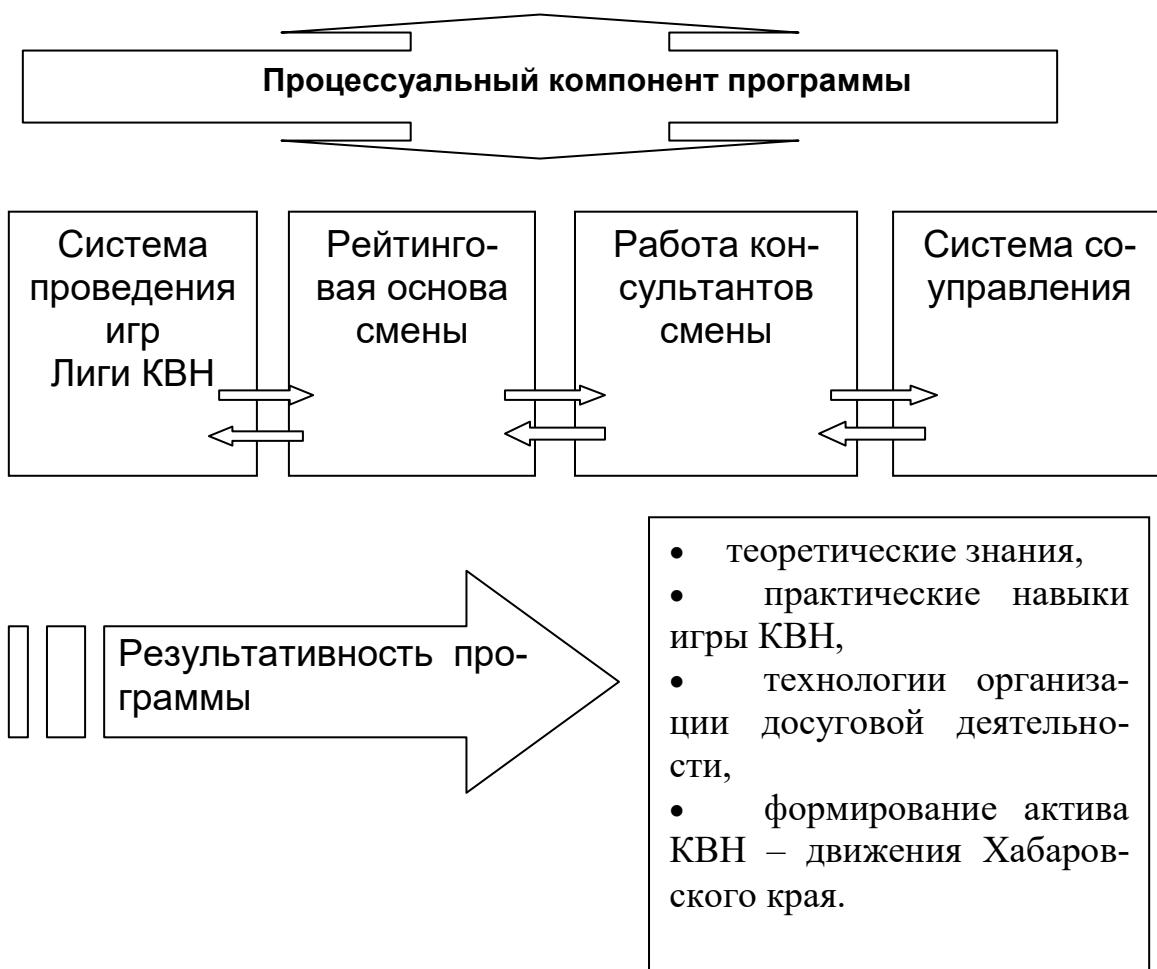 Процессуальный компонент программы
Система
проведения
игр
Лиги КВН
Рейтинго-
вая основа
смены
Работа кон-
сультантов
смены
Система со-
управления
Результативность про-
граммы
• теоретические знания,
• практические навыки
игры КВН,
• технологии организа-
ции досуговой деятельно-
сти,
• формирование актива
КВН – движения Хабаров-
ского края.